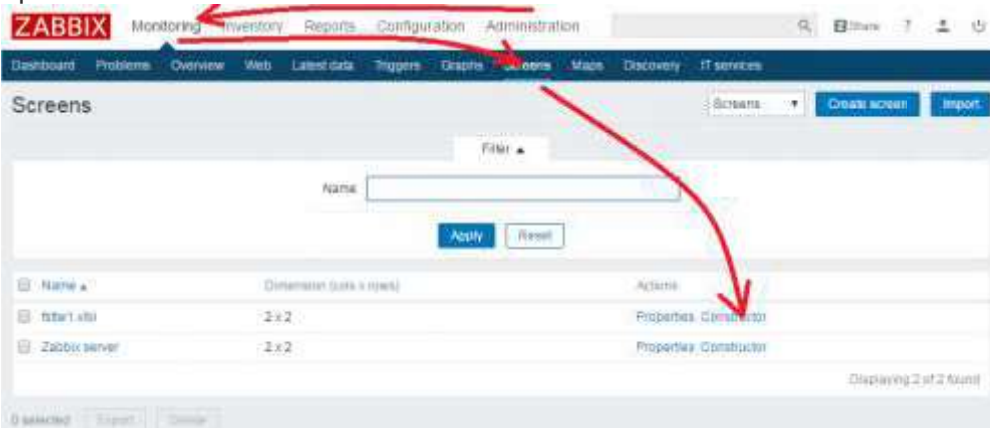 ZABBIX Monitoring Inventory Reports Configuration Administration Share ?
Dashboard Problems Overview Web Latest data Triggers Graphs Screens Maps Discovery IT services
Screens Screens Create screen Import
Filter ▲
Name
Apply Reset
Name ▲ Dimension (cols x rows) Actions
2 x 2 Properties Constructor
Zabbix server 2 x 2 Properties Constructor
Displaying 2 of 2 found
0 selected Export Delete